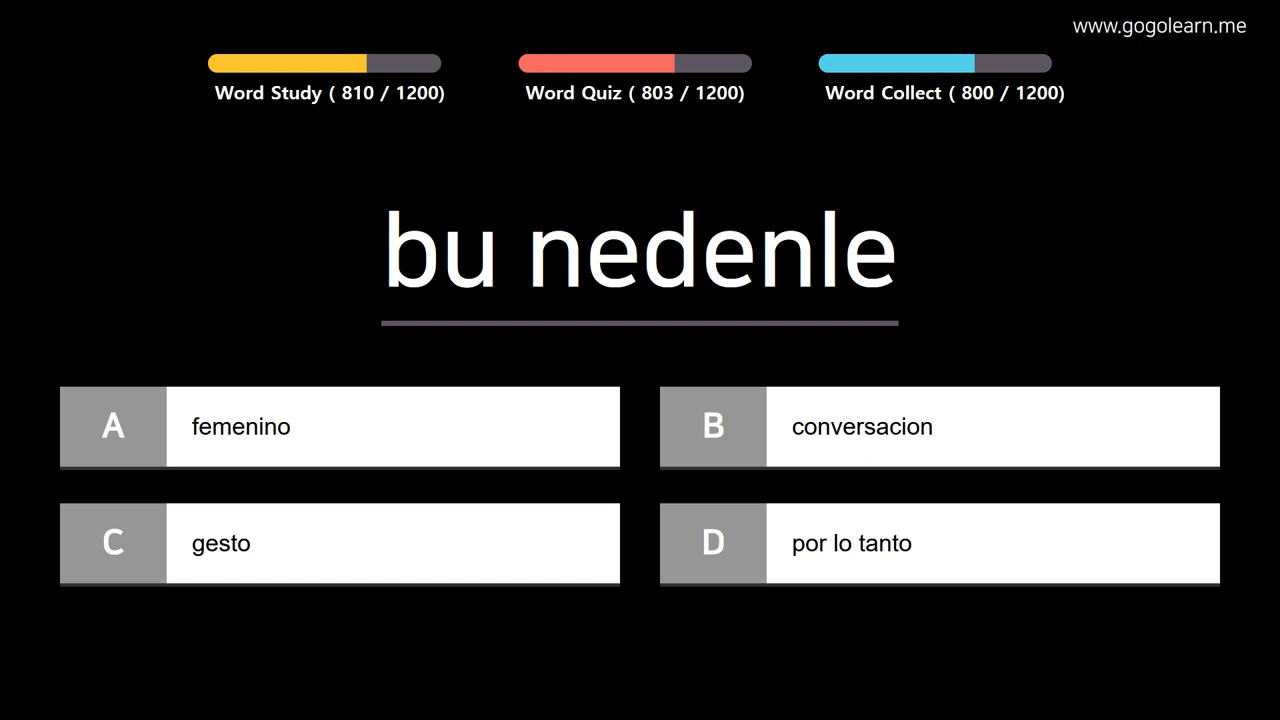 www.gogolearn.me
Word Study ( 810 / 1200)
Word Quiz ( 803 / 1200)
Word Collect ( 800 / 1200)
bu nedenle
A femenino
B conversacion
C gesto
D por lo tanto